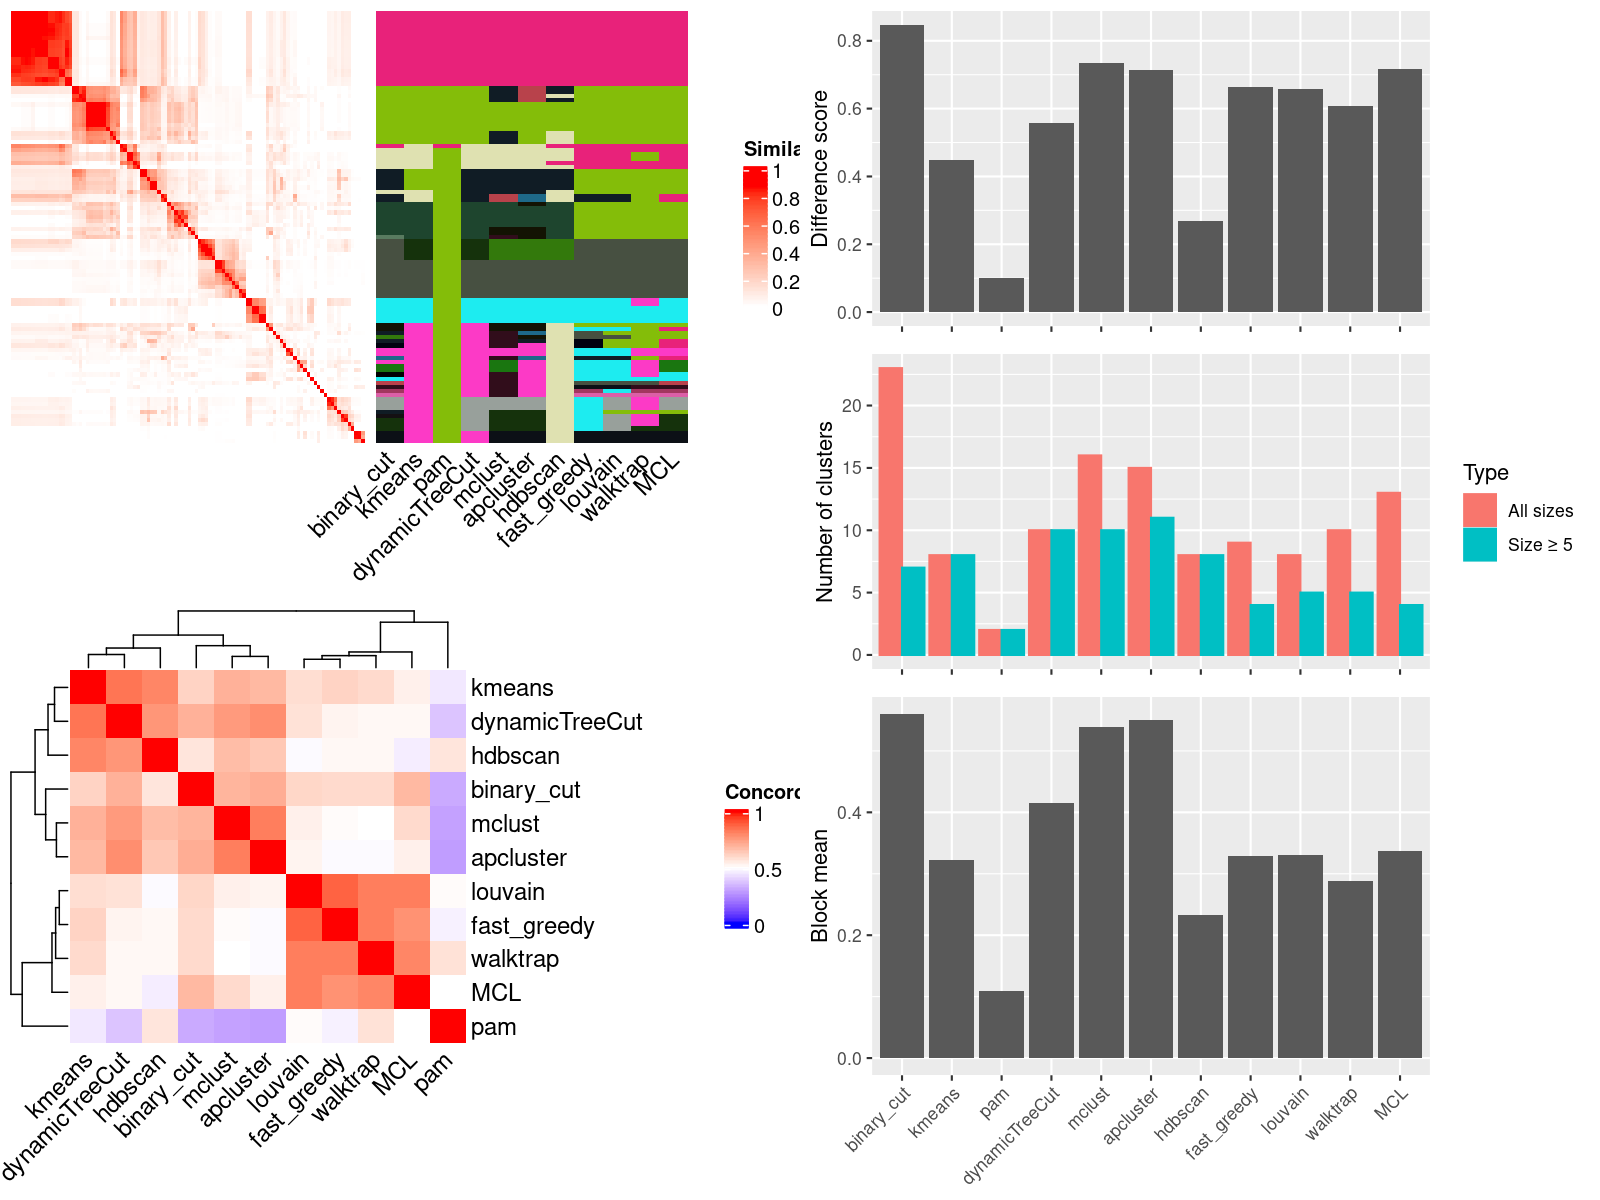 Simila
1
0.8
0.6
0.4
0.2
0
binary_cut
kmeans
pam
dynamicTreeCut
mclust
apcluster
hdbscan
fast_greedy
louvain
walktrap
MCL
kmeans
dynamicTreeCut
hdbscan
binary_cut
mclust
apcluster
louvain
fast_greedy
walktrap
MCL
pam
kmeans
dynamicTreeCut
hdbscan
binary_cut
mclust
apcluster
louvain
fast_greedy
walktrap
MCL
pam
Concord
1
0.5
0
Difference score
0.8
0.6
0.4
0.2
0.0
Number of clusters
20
15
10
5
0
Type
All sizes
Size ≥ 5
Block mean
0.4
0.2
0.0
binary_cut
kmeans
pam
dynamicTreeCut
mclust
apcluster
hdbscan
fast_greedy
louvain
walktrap
MCL